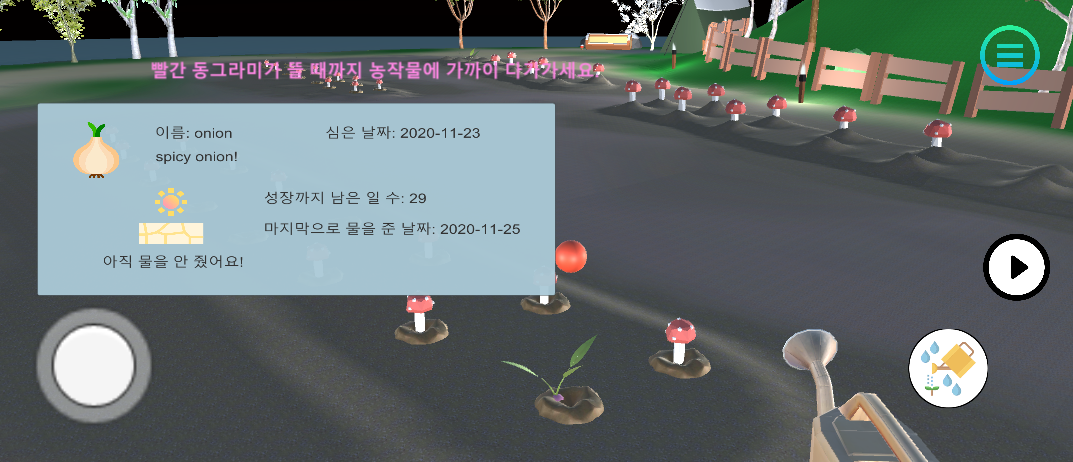 빨간 동그라미가 뜰 때까지 농작물에 가까이 다가가세요
이름: onion
심은 날짜: 2020-11-23
spicy onion!
성장까지 남은 일 수: 29
마지막으로 물을 준 날짜: 2020-11-25
아직 물을 안 줬어요!